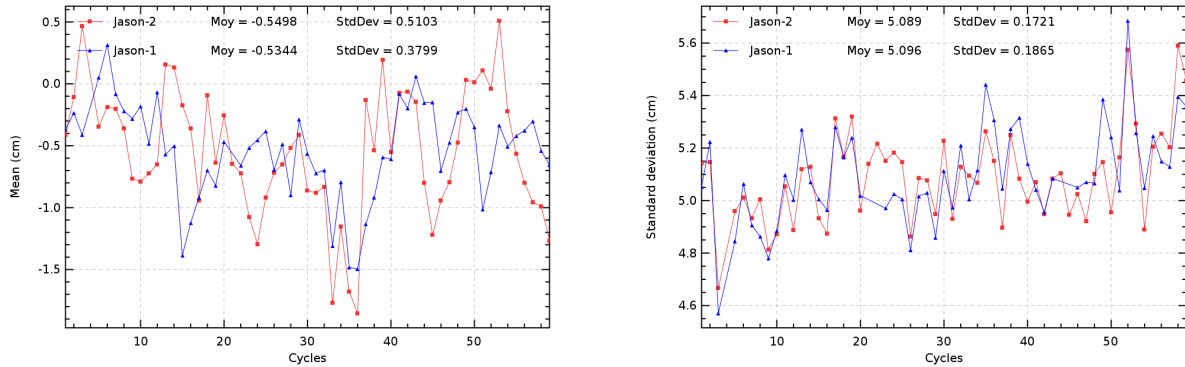 Jason-2 Moy = -0.5498 StdDev = 0.5103
Jason-1 Moy = -0.5344 StdDev = 0.3799
0.5
0.0
-0.5
-1.0
-1.5
Mean (cm)
10 20 30 40 50
Cycles
Jason-2 Moy = 5.089 StdDev = 0.1721
Jason-1 Moy = 5.096 StdDev = 0.1865
5.6
5.4
5.2
5.0
4.8
4.6
Standard deviation (cm)
10 20 30 40 50
Cycles